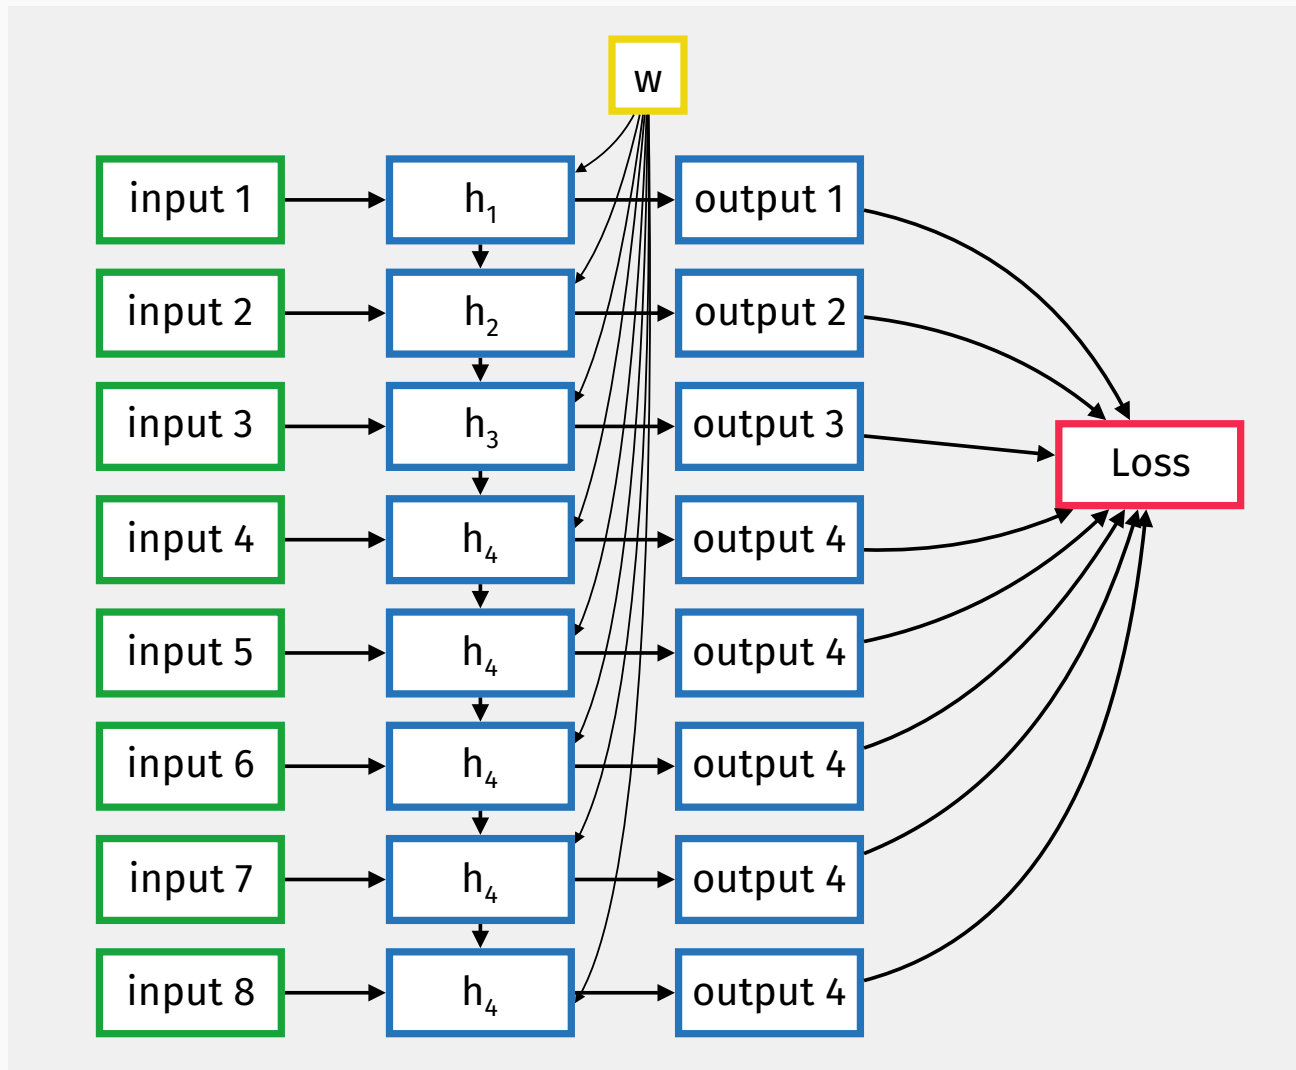 w
input 1 h₁ output 1
input 2 h₂ output 2
input 3 h₃ output 3
Loss
input 4 h₄ output 4
input 5 h₄ output 4
input 6 h₄ output 4
input 7 h₄ output 4
input 8 h₄ output 4